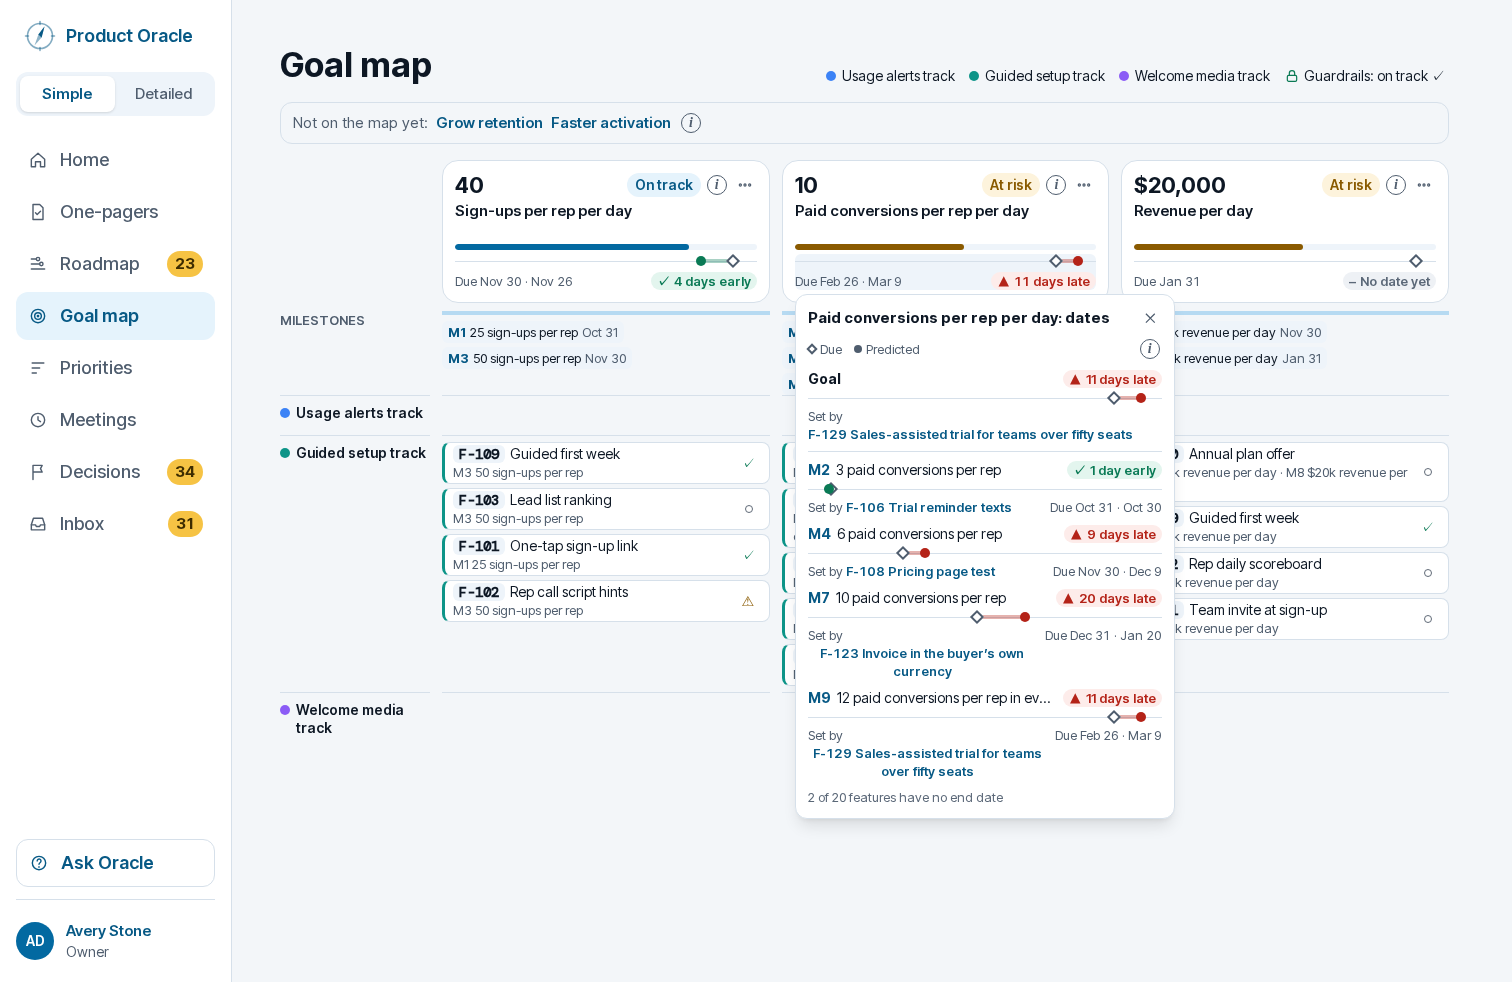 Product Oracle
Simple
Detailed
Home
One-pagers
Roadmap 23
Goal map
Priorities
Meetings
Decisions 34
Inbox 31
Ask Oracle
AD
Avery Stone
Owner
Goal map
Usage alerts track
Guided setup track
Welcome media track
Guardrails: on track ✓
Not on the map yet: Grow retention Faster activation i
40
On track i
Sign-ups per rep per day
Due Nov 30 · Nov 26
✓ 4 days early
10
At risk i
Paid conversions per rep per day
Due Feb 26 · Mar 9
▲ 11 days late
$20,000
At risk i
Revenue per day
Due Jan 31
– No date yet
MILESTONES
M1 25 sign-ups per rep Oct 31
M3 50 sign-ups per rep Nov 30
k revenue per day Nov 30
k revenue per day Jan 31
Usage alerts track
Guided setup track
F-109 Guided first week ✓
M3 50 sign-ups per rep
F-103 Lead list ranking
M3 50 sign-ups per rep
F-101 One-tap sign-up link ✓
M1 25 sign-ups per rep
F-102 Rep call script hints ⚠
M3 50 sign-ups per rep
Annual plan offer
k revenue per day · M8 $20k revenue per
Guided first week ✓
k revenue per day
Rep daily scoreboard
k revenue per day
Team invite at sign-up
k revenue per day
Welcome media
track
Paid conversions per rep per day: dates
Due
Predicted
i
Goal
▲ 11 days late
Set by
F-129 Sales-assisted trial for teams over fifty seats
M2 3 paid conversions per rep
✓ 1 day early
Set by F-106 Trial reminder texts
Due Oct 31 · Oct 30
M4 6 paid conversions per rep
▲ 9 days late
Set by F-108 Pricing page test
Due Nov 30 · Dec 9
M7 10 paid conversions per rep
▲ 20 days late
Set by
Due Dec 31 · Jan 20
F-123 Invoice in the buyer’s own
currency
M9 12 paid conversions per rep in ev…
▲ 11 days late
Set by
Due Feb 26 · Mar 9
F-129 Sales-assisted trial for teams
over fifty seats
2 of 20 features have no end date